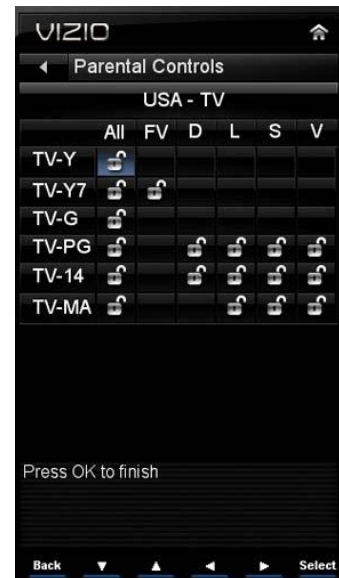 VIZIO
Parental Controls
USA - TV
All FV D L S V
TV-Y
TV-Y7
TV-G
TV-PG
TV-14
TV-MA
Press OK to finish
Back Select